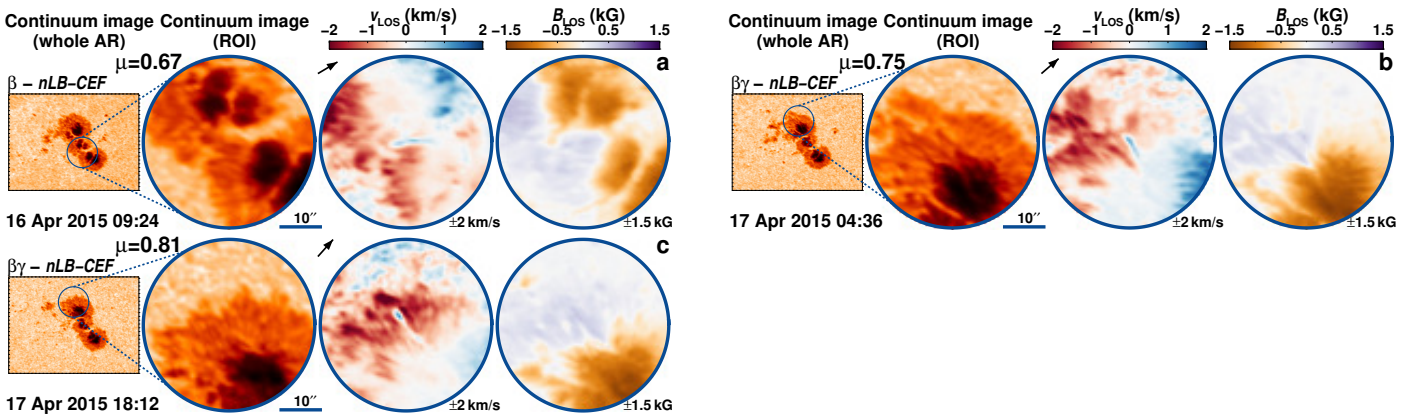 Continuum image
(whole AR)
Continuum image
(ROI)
v_LOS (km/s)
−2 −1 0 1 2
B_LOS (kG)
−1.5 −0.5 0.5 1.5
μ=0.67
a
β − nLB−CEF
16 Apr 2015 09:24
10″
±2 km/s
±1.5 kG
Continuum image
(whole AR)
Continuum image
(ROI)
v_LOS (km/s)
−2 −1 0 1 2
B_LOS (kG)
−1.5 −0.5 0.5 1.5
μ=0.75
b
βγ − nLB−CEF
17 Apr 2015 04:36
10″
±2 km/s
±1.5 kG
μ=0.81
c
βγ − nLB−CEF
17 Apr 2015 18:12
10″
±2 km/s
±1.5 kG